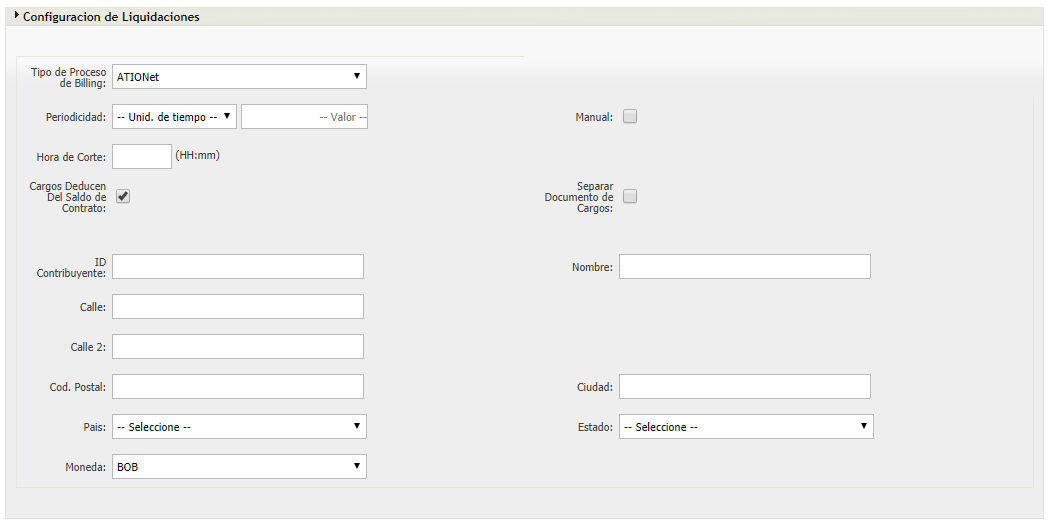 Configuracion de Liquidaciones
Tipo de Proceso
de Billing:
ATIONet
Periodicidad:
-- Unid. de tiempo --
-- Valor --
Manual:
Hora de Corte:
(HH:mm)
Cargos Deducen
Del Saldo de
Contrato:
Separar
Documento de
Cargos:
ID
Contribuyente:
Nombre:
Calle:
Calle 2:
Cod. Postal:
Ciudad:
Pais:
-- Seleccione --
Estado:
-- Seleccione --
Moneda:
BOB